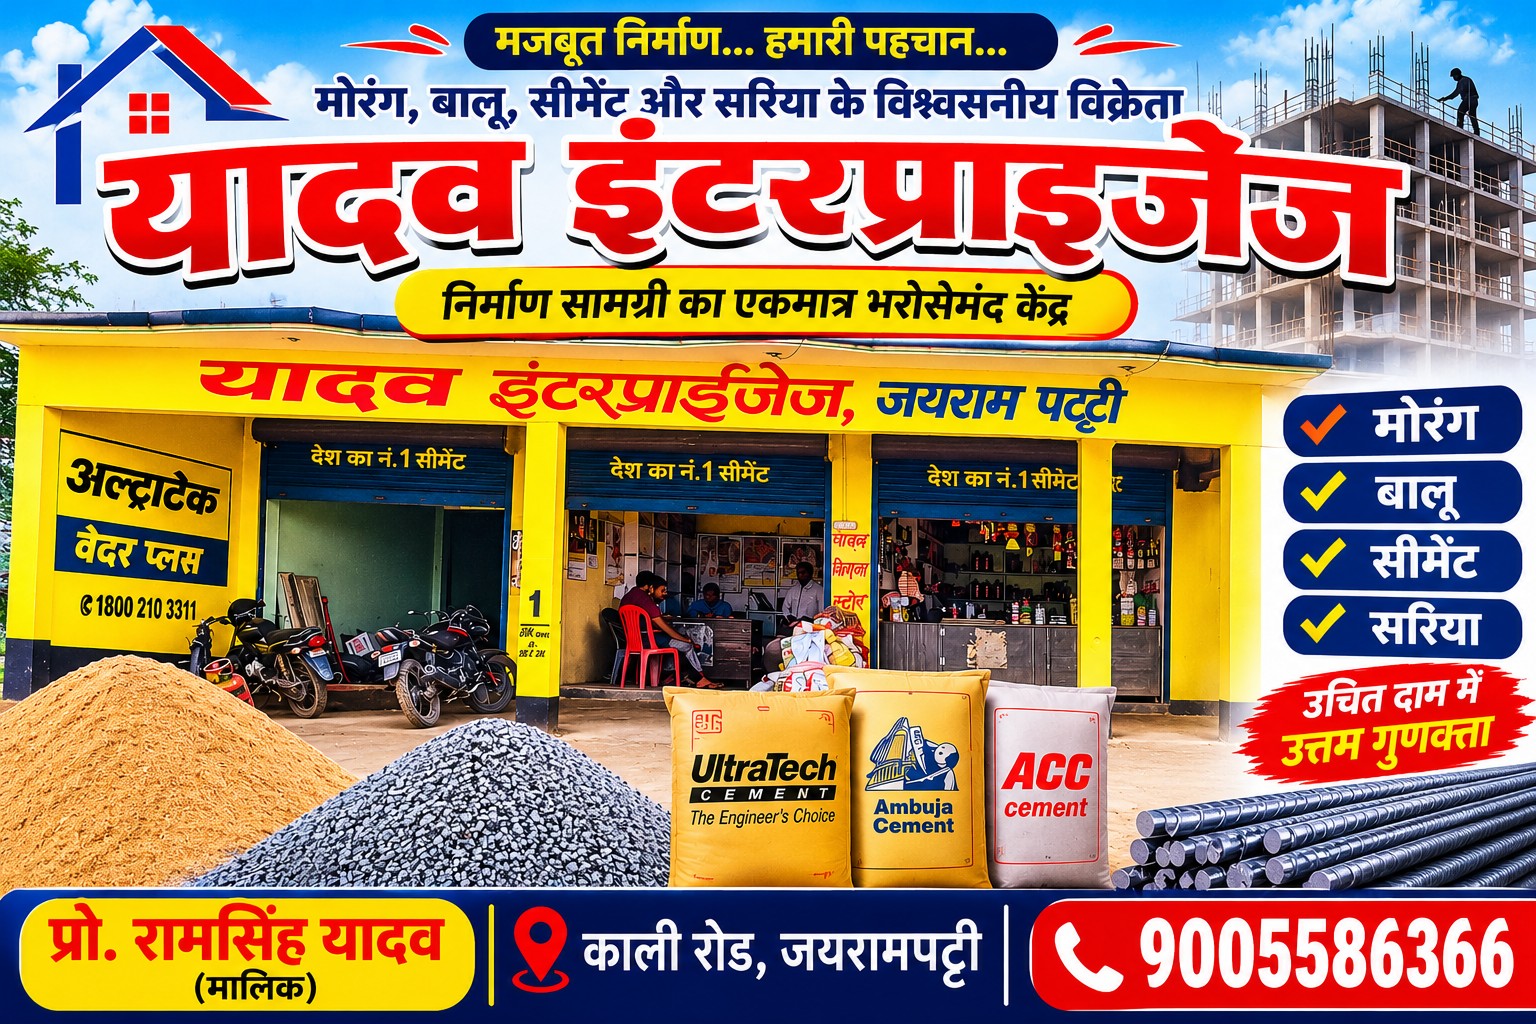 मजबूत निर्माण... हमारी पहचान...
मोरंग, बालू, सीमेंट और सरिया के विश्वसनीय विक्रेता
यादव इंटरप्राइजेज
निर्माण सामग्री का एकमात्र भरोसेमंद केंद्र
यादव इंटरप्राईजेज, जयराम पट्टी
देश का नं.1 सीमेंट
देश का नं.1 सीमेंट
देश का नं.1 सीमेंट
अल्ट्राटेक
वेदर प्लस
1800 210 3311
1
स्टोर
मोरंग
बालू
सीमेंट
सरिया
उचित दाम में
उत्तम गुणवत्ता
UltraTech
CEMENT
The Engineer's Choice
Ambuja
Cement
ACC
cement
प्रो. रामसिंह यादव
(मालिक)
काली रोड, जयरामपट्टी
9005586366